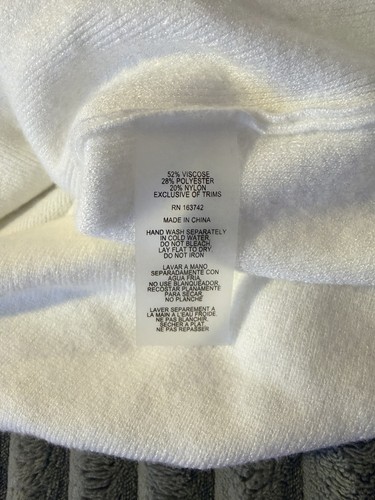 52% VISCOSE
28% POLYESTER
20% NYLON
EXCLUSIVE OF TRIMS
RN 163742
MADE IN CHINA
HAND WASH SEPARATELY
IN COLD WATER,
DO NOT BLEACH,
LAY FLAT TO DRY
DO NOT IRON
LAVAR A MANO
SEPARADAMENTE CON
AGUA FRIA,
NO USE BLANQUEADOR,
RECOSTAR PLANAMENTE
PARA SECAR,
NO PLANCHE
LAVER SEPAREMENT A
LA MAIN A L'EAU FROIDE.
NE PAS BLANCHIR.
SECHER A PLAT.
NE PAS REPASSER